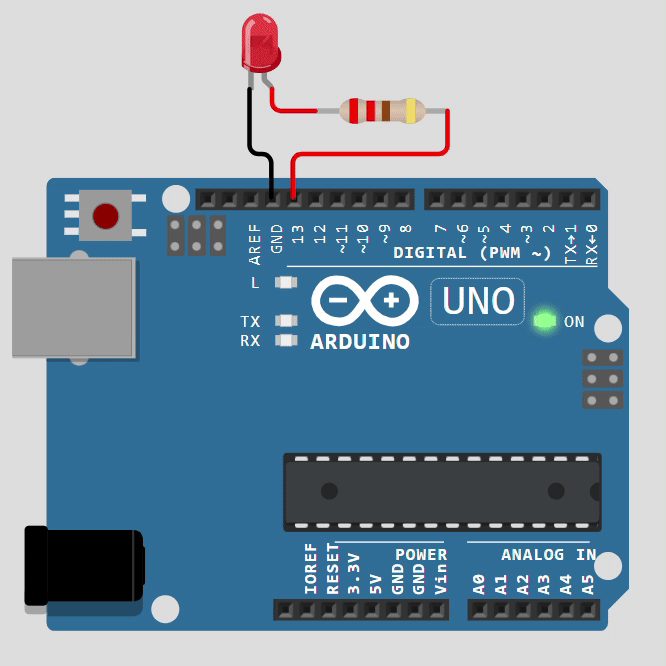 AREF
GND
13
12
~11
~10
~9
8
7
~6
~5
4
~3
2
TX→1
RX←0
DIGITAL (PWM ~)
L
TX
RX
UNO
ON
ARDUINO
POWER
ANALOG IN
IOREF
RESET
3.3V
5V
GND
GND
Vin
A0
A1
A2
A3
A4
A5